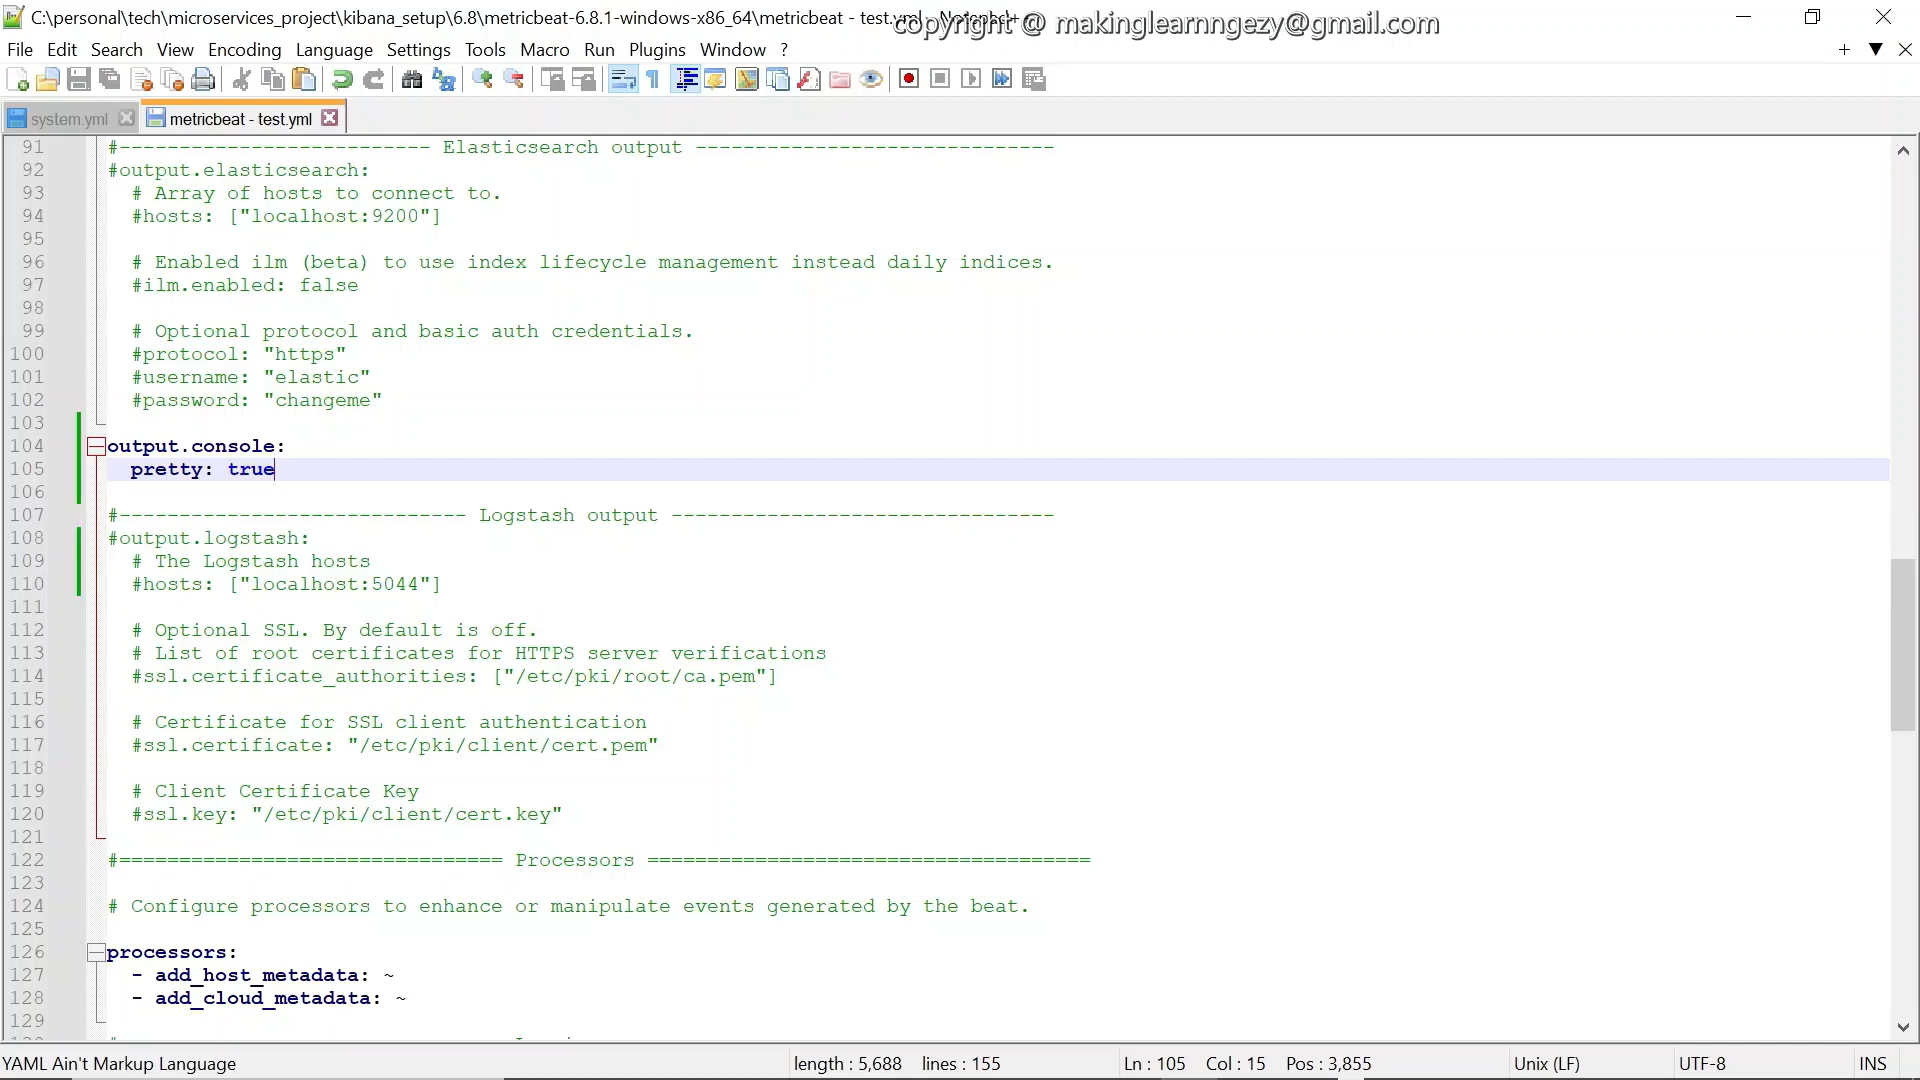 C:\personal\tech\microservices_project\kibana_setup\6.8\metricbeat-6.8.1-windows-x86_64\metricbeat - test.yml - Notepad++
copyright @ makinglearnngezy@gmail.com
File Edit Search View Encoding Language Settings Tools Macro Run Plugins Window ?
system.yml metricbeat - test.yml
91 #-------------------------- Elasticsearch output ------------------------------
92 #output.elasticsearch:
93 # Array of hosts to connect to.
94 #hosts: ["localhost:9200"]
95
96 # Enabled ilm (beta) to use index lifecycle management instead daily indices.
97 #ilm.enabled: false
98
99 # Optional protocol and basic auth credentials.
100 #protocol: "https"
101 #username: "elastic"
102 #password: "changeme"
103
104 output.console:
105 pretty: true
106
107 #----------------------------- Logstash output --------------------------------
108 #output.logstash:
109 # The Logstash hosts
110 #hosts: ["localhost:5044"]
111
112 # Optional SSL. By default is off.
113 # List of root certificates for HTTPS server verifications
114 #ssl.certificate_authorities: ["/etc/pki/root/ca.pem"]
115
116 # Certificate for SSL client authentication
117 #ssl.certificate: "/etc/pki/client/cert.pem"
118
119 # Client Certificate Key
120 #ssl.key: "/etc/pki/client/cert.key"
121
122 #================================ Processors =====================================
123
124 # Configure processors to enhance or manipulate events generated by the beat.
125
126 processors:
127 - add_host_metadata: ~
128 - add_cloud_metadata: ~
129
YAML Ain't Markup Language length : 5,688 lines : 155 Ln : 105 Col : 15 Pos : 3,855 Unix (LF) UTF-8 INS